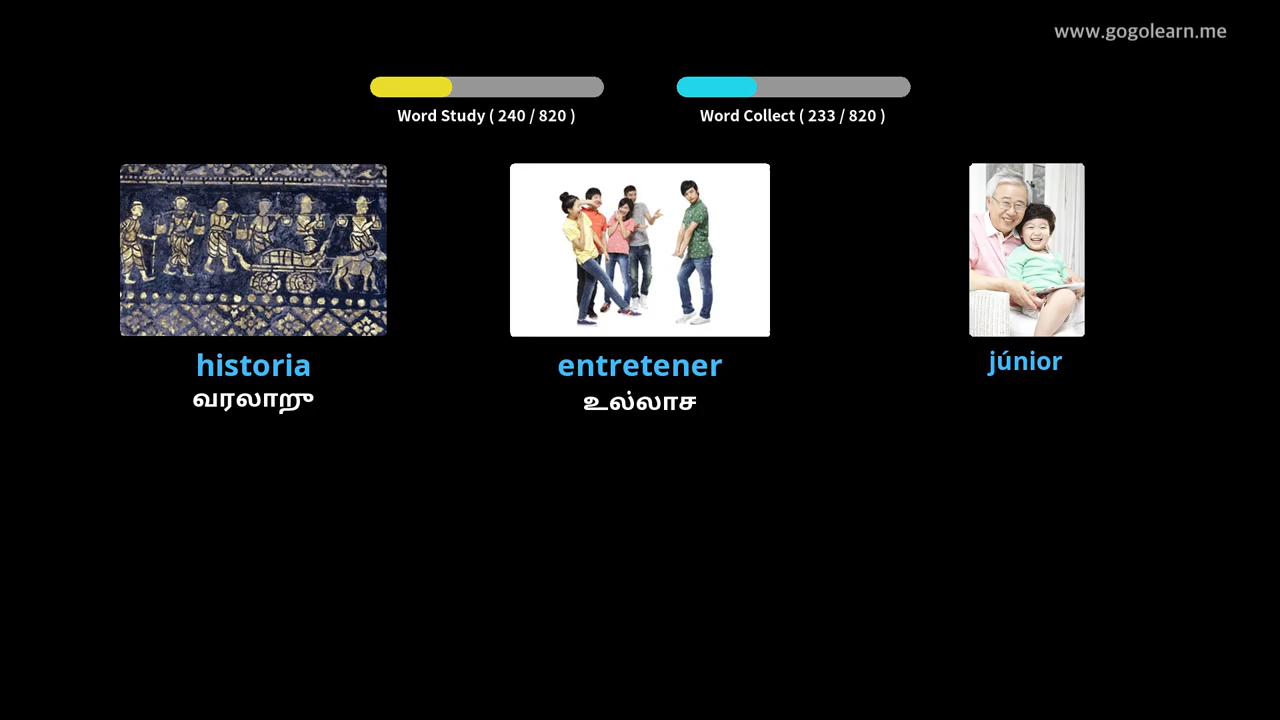 www.gogolearn.me
Word Study ( 240 / 820 )
Word Collect ( 233 / 820 )
historia
வரலாறு
entretener
உல்லாச
júnior